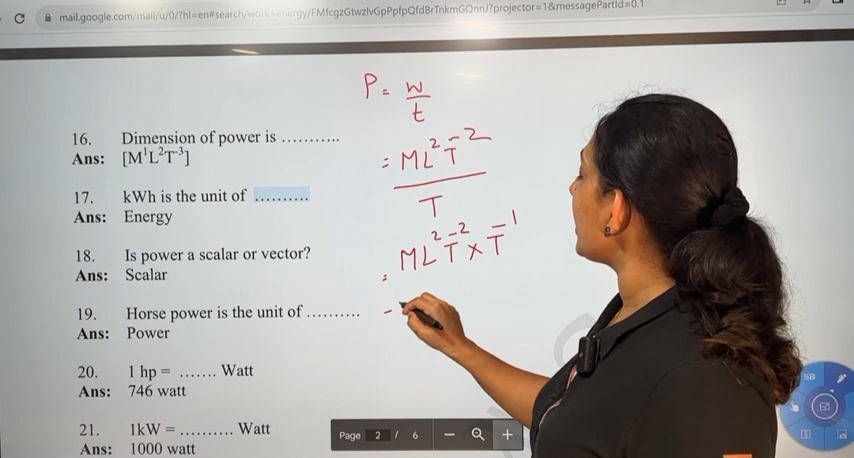 mail.google.com/mail/u/0/?hl=en#search/work+energy/FMfcgzGtwzlvGpPpfpQfdBrTnkmGQnnJ?projector=1&messagePartId=0.1
P = w/t
= ML²T⁻²/T
= ML²T⁻² x T⁻¹
16. Dimension of power is ...........
Ans: [M¹L²T⁻³]
17. kWh is the unit of ..........
Ans: Energy
18. Is power a scalar or vector?
Ans: Scalar
19. Horse power is the unit of ..........
Ans: Power
20. 1 hp = ....... Watt
Ans: 746 watt
21. 1kW = .......... Watt
Ans: 1000 watt
Page 2 / 6
SB